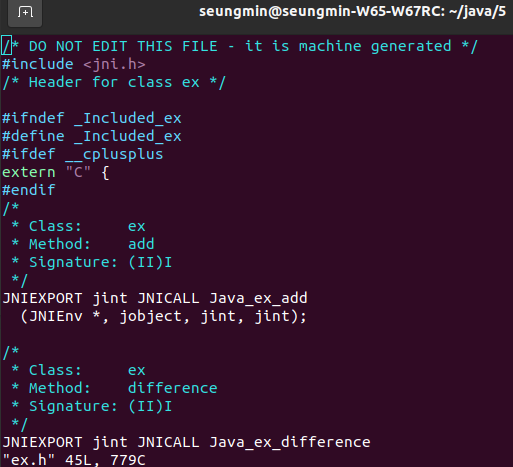 seungmin@seungmin-W65-W67RC: ~/java/5
/* DO NOT EDIT THIS FILE - it is machine generated */
#include <jni.h>
/* Header for class ex */

#ifndef _Included_ex
#define _Included_ex
#ifdef __cplusplus
extern "C" {
#endif
/*
 * Class:     ex
 * Method:    add
 * Signature: (II)I
 */
JNIEXPORT jint JNICALL Java_ex_add
  (JNIEnv *, jobject, jint, jint);

/*
 * Class:     ex
 * Method:    difference
 * Signature: (II)I
 */
JNIEXPORT jint JNICALL Java_ex_difference
"ex.h" 45L, 779C